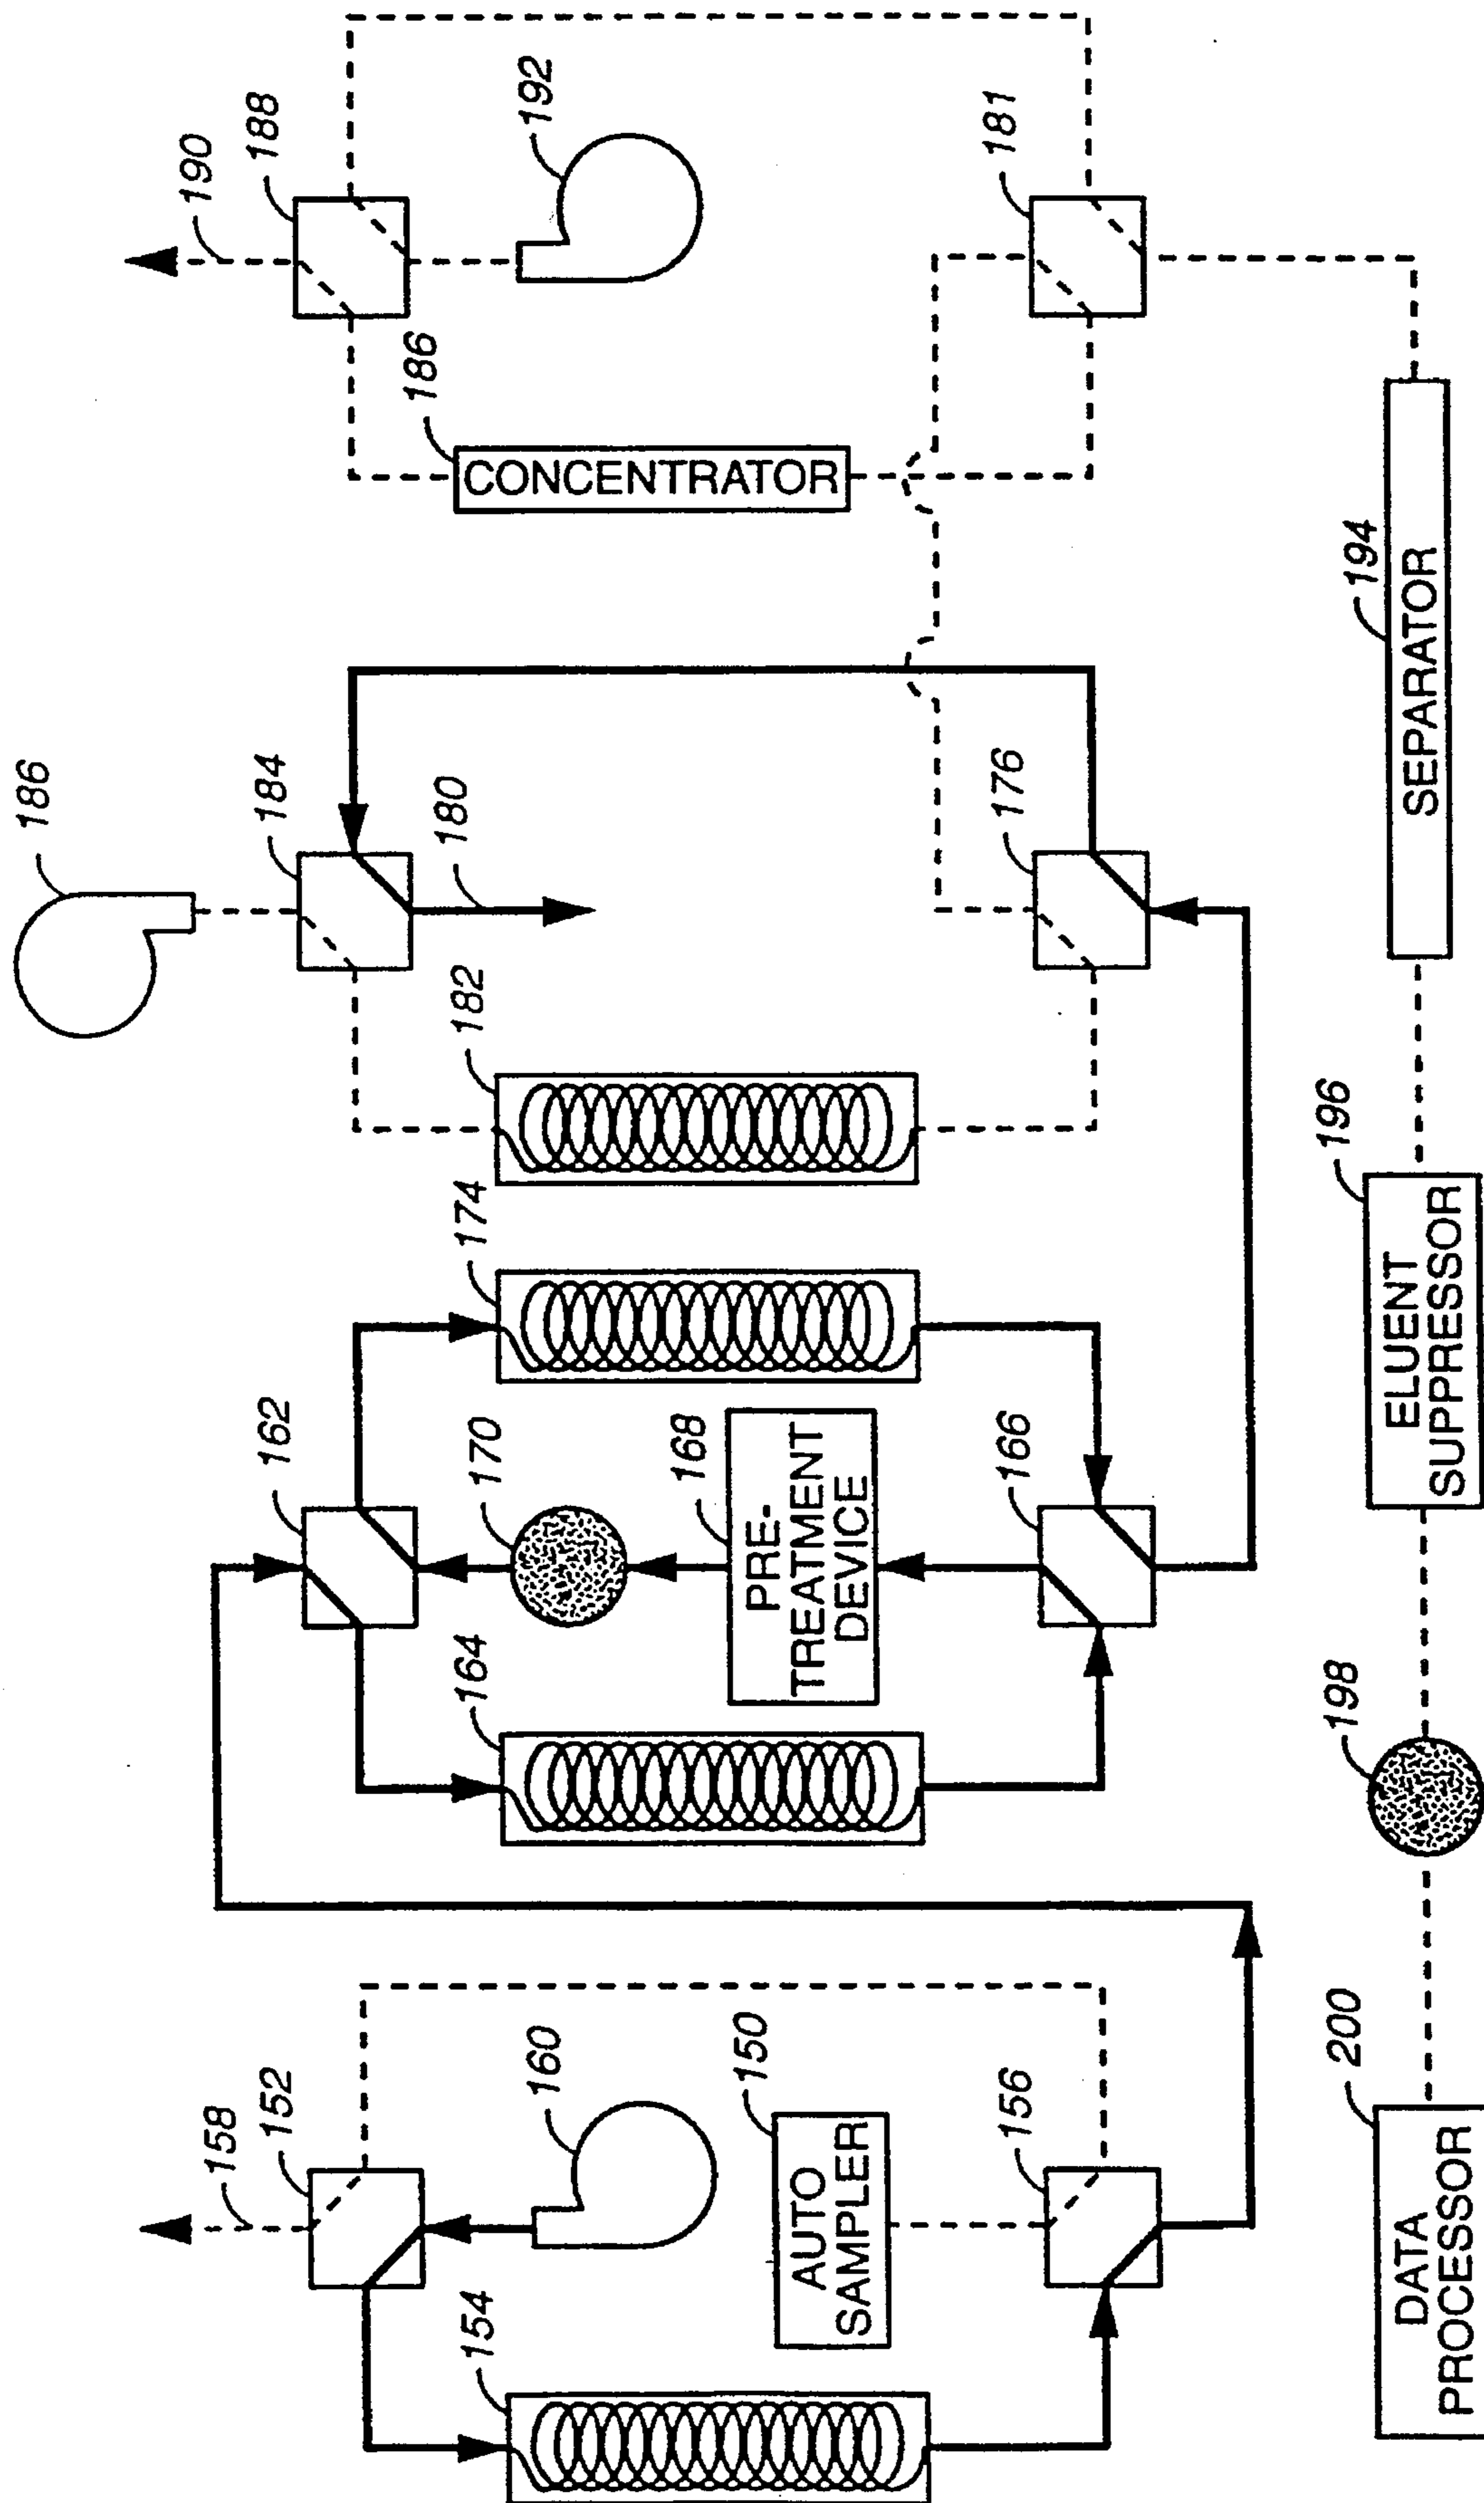 186
158
190
152
162
184
188
154
164
170
174
182
180
186
CONCENTRATOR
160
192
150
AUTO
SAMPLER
168
PRE-
TREATMENT
DEVICE
156
166
176
181
200
198
196
194
DATA
PROCESSOR
ELUENT
SUPPRESSOR
SEPARATOR